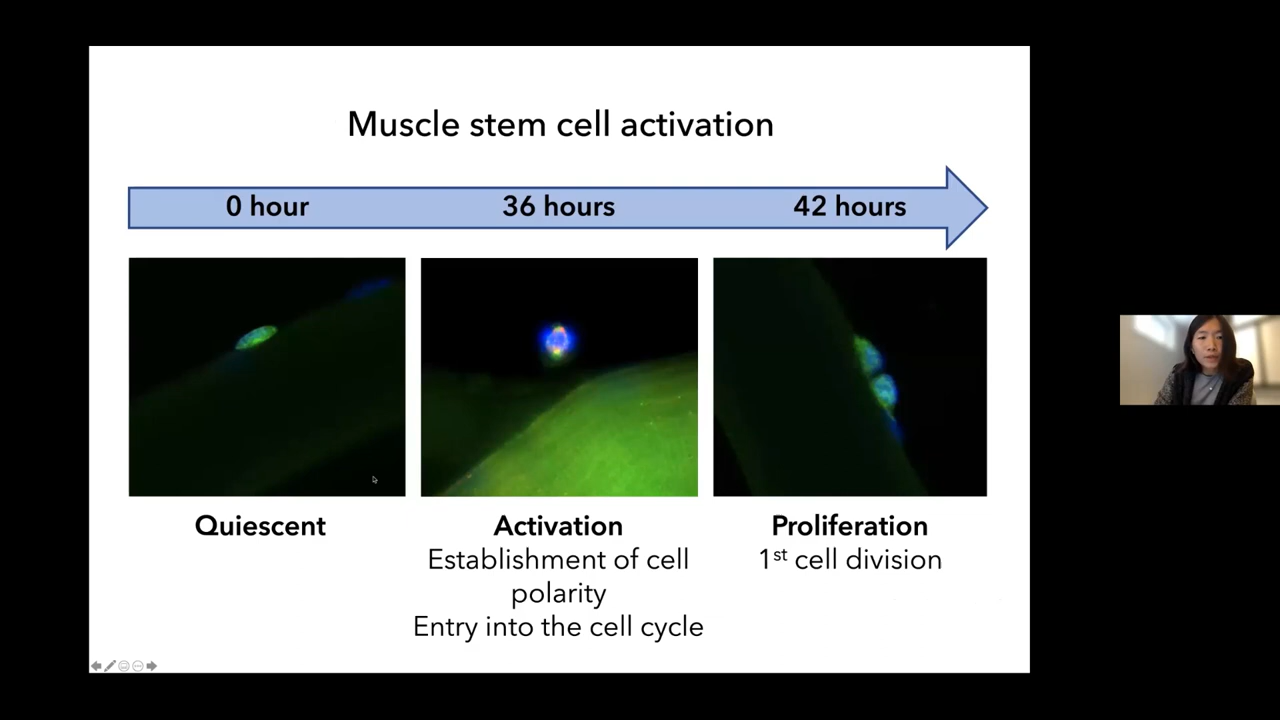 Muscle stem cell activation
0 hour
36 hours
42 hours
Quiescent
Activation
Establishment of cell
polarity
Entry into the cell cycle
Proliferation
1st cell division